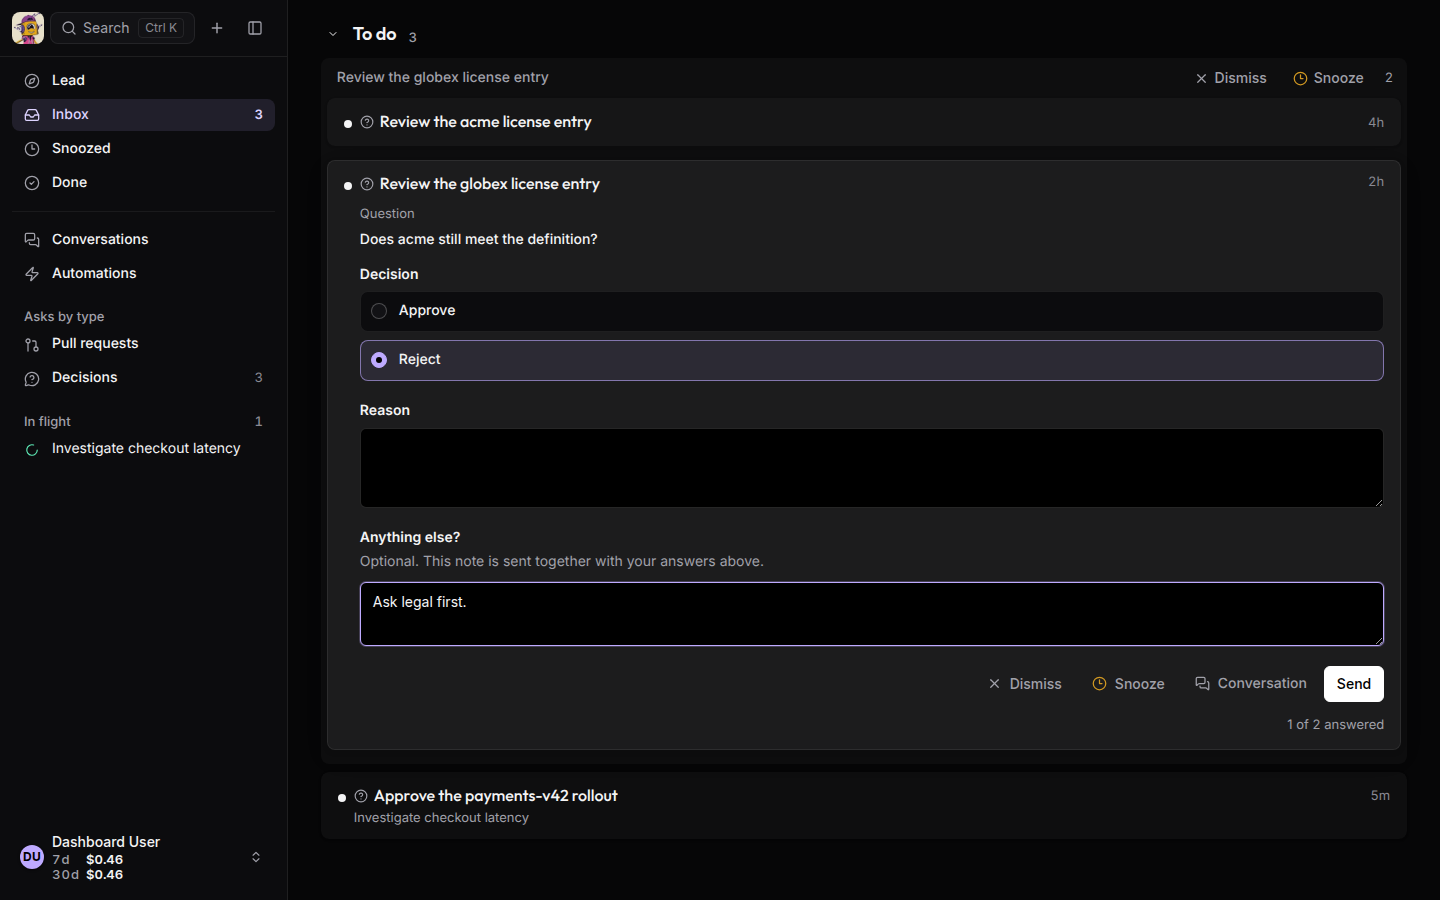 Search Ctrl K
Lead
Inbox 3
Snoozed
Done
Conversations
Automations
Asks by type
Pull requests
Decisions 3
In flight 1
Investigate checkout latency
DU Dashboard User
7d $0.46
30d $0.46
To do 3
Review the globex license entry Dismiss Snooze 2
Review the acme license entry 4h
Review the globex license entry 2h
Question
Does acme still meet the definition?
Decision
Approve
Reject
Reason
Anything else?
Optional. This note is sent together with your answers above.
Ask legal first.
Dismiss Snooze Conversation Send
1 of 2 answered
Approve the payments-v42 rollout 5m
Investigate checkout latency